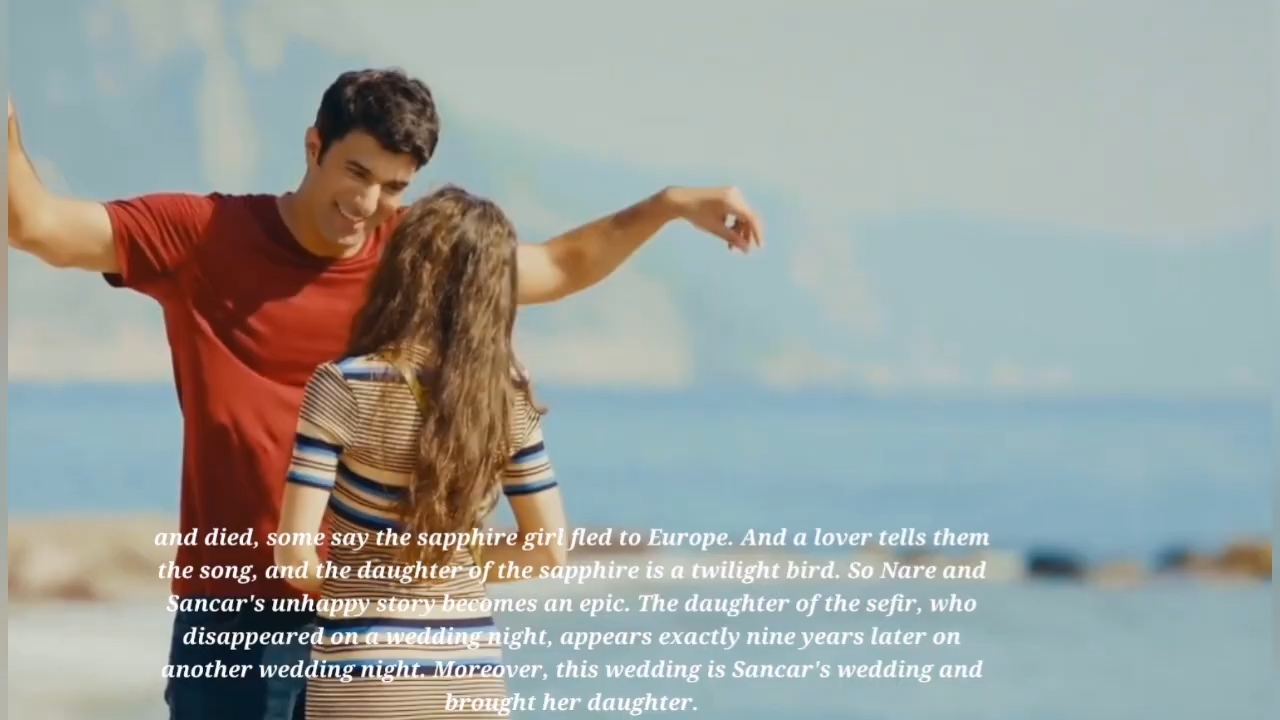 and died, some say the sapphire girl fled to Europe. And a lover tells them
the song, and the daughter of the sapphire is a twilight bird. So Nare and
Sancar's unhappy story becomes an epic. The daughter of the sefir, who
disappeared on a wedding night, appears exactly nine years later on
another wedding night. Moreover, this wedding is Sancar's wedding and
brought her daughter.